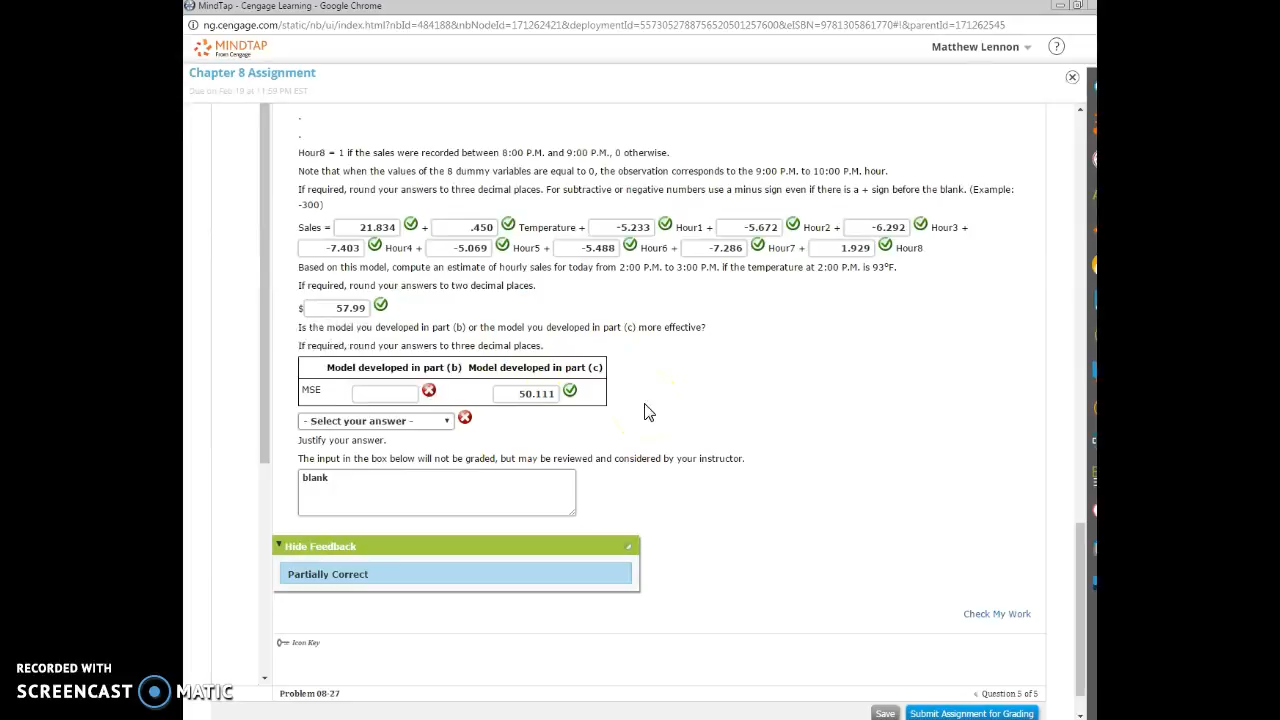 MindTap - Cengage Learning - Google Chrome
ng.cengage.com/static/nb/ui/index.html?nbId=484188&nbNodeId=171262421&deploymentId=5573052788756520501257600&eISBN=9781305861770#!&parentId=171262545
MINDTAP
From Cengage
Matthew Lennon
?
Chapter 8 Assignment
Due on Feb 19 at 11:59 PM EST
.
.
Hour8 = 1 if the sales were recorded between 8:00 P.M. and 9:00 P.M., 0 otherwise.
Note that when the values of the 8 dummy variables are equal to 0, the observation corresponds to the 9:00 P.M. to 10:00 P.M. hour.
If required, round your answers to three decimal places. For subtractive or negative numbers use a minus sign even if there is a + sign before the blank. (Example:
-300)
Sales = 21.834 + .450 Temperature + -5.233 Hour1 + -5.672 Hour2 + -6.292 Hour3 +
-7.403 Hour4 + -5.069 Hour5 + -5.488 Hour6 + -7.286 Hour7 + 1.929 Hour8
Based on this model, compute an estimate of hourly sales for today from 2:00 P.M. to 3:00 P.M. if the temperature at 2:00 P.M. is 93°F.
If required, round your answers to two decimal places.
$ 57.99
Is the model you developed in part (b) or the model you developed in part (c) more effective?
If required, round your answers to three decimal places.
Model developed in part (b) Model developed in part (c)
MSE 50.111
- Select your answer -
Justify your answer.
The input in the box below will not be graded, but may be reviewed and considered by your instructor.
blank
Hide Feedback
Partially Correct
Check My Work
Icon Key
Problem 08-27
Question 5 of 5
Save
Submit Assignment for Grading
RECORDED WITH
SCREENCAST MATIC